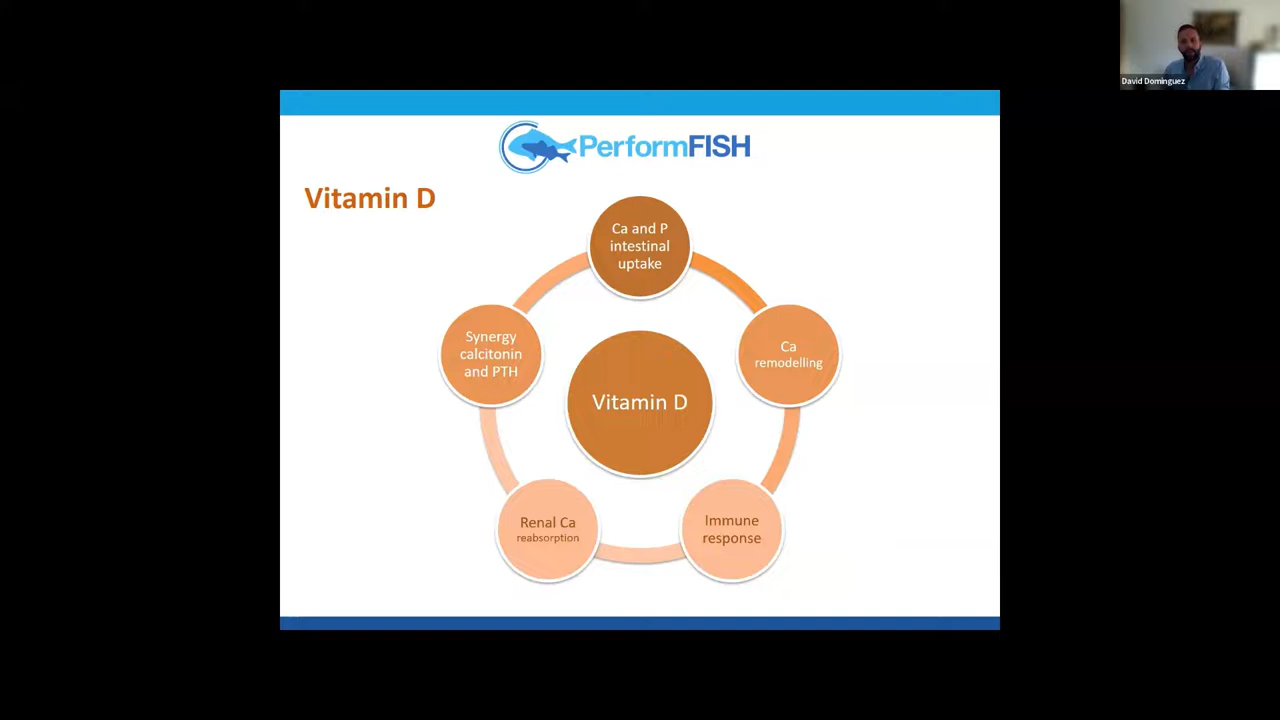 David Dominguez
PerformFISH
Vitamin D
Ca and P
intestinal
uptake
Synergy
calcitonin
and PTH
Ca
remodelling
Vitamin D
Renal Ca
reabsorption
Immune
response